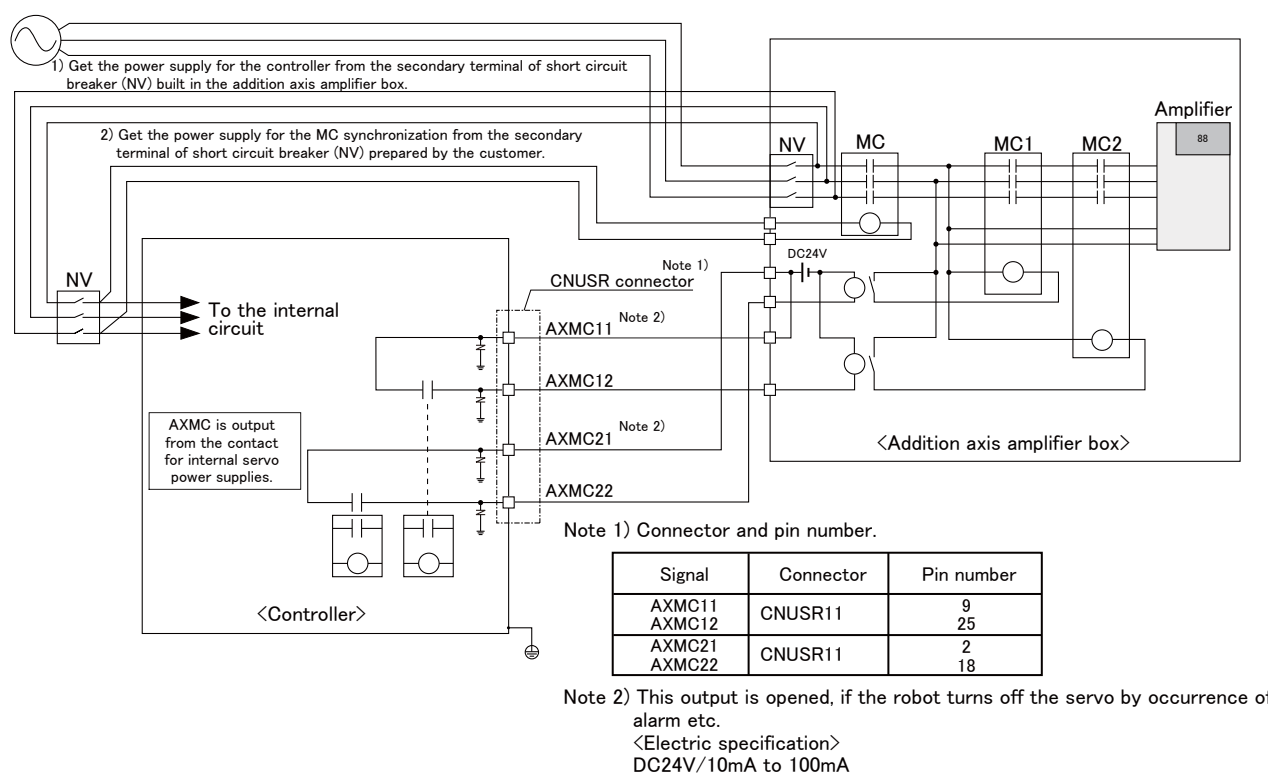 1) Get the power supply for the controller from the secondary terminal of short circuit
breaker (NV) built in the addition axis amplifier box.
2) Get the power supply for the MC synchronization from the secondary
terminal of short circuit breaker (NV) prepared by the customer.
Amplifier
88
NV
MC
MC1
MC2
DC24V
NV
To the internal
circuit
Note 1)
CNUSR connector
AXMC11
Note 2)
AXMC12
AXMC21
Note 2)
AXMC22
AXMC is output
from the contact
for internal servo
power supplies.
<Addition axis amplifier box>
<Controller>
Note 1) Connector and pin number.
Signal Connector Pin number
AXMC11 CNUSR11 9
AXMC12 25
AXMC21 CNUSR11 2
AXMC22 18
Note 2) This output is opened, if the robot turns off the servo by occurrence of
alarm etc.
<Electric specification>
DC24V/10mA to 100mA